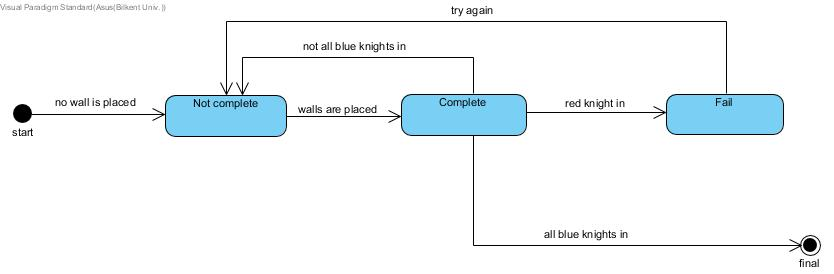 Visual Paradigm Standard(Asus(Bilkent Univ.))
try again
not all blue knights in
no wall is placed
Not complete
walls are placed
Complete
red knight in
Fail
start
all blue knights in
final